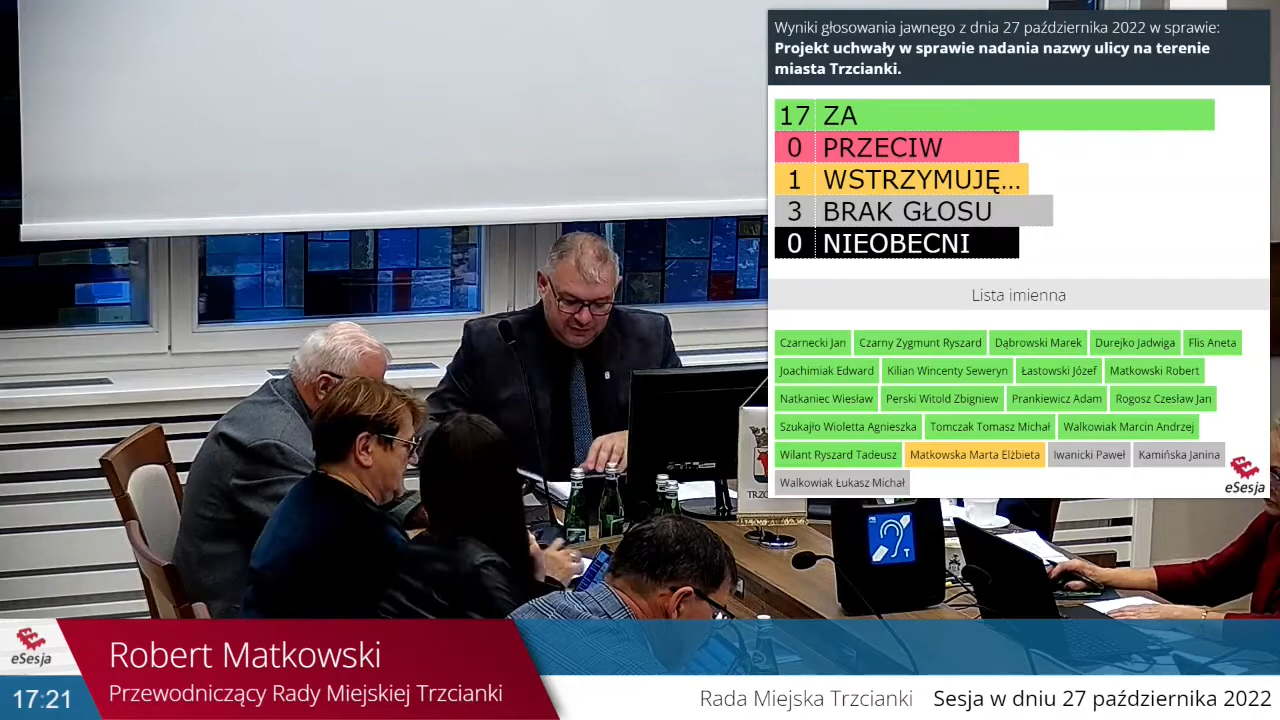 Wyniki głosowania jawnego z dnia 27 października 2022 w sprawie:
Projekt uchwały w sprawie nadania nazwy ulicy na terenie
miasta Trzcianki.
17 ZA
0 PRZECIW
1 WSTRZYMUJĘ...
3 BRAK GŁOSU
0 NIEOBECNI
Lista imienna
Czarnecki Jan Czarny Zygmunt Ryszard Dąbrowski Marek Durejko Jadwiga Flis Aneta
Joachimiak Edward Kilian Wincenty Seweryn Łastowski Józef Matkowski Robert
Natkaniec Wiesław Perski Witold Zbigniew Prankiewicz Adam Rogosz Czesław Jan
Szukajło Wioletta Agnieszka Tomczak Tomasz Michał Walkowiak Marcin Andrzej
Wilant Ryszard Tadeusz Matkowska Marta Elżbieta Iwanicki Paweł Kamińska Janina
Walkowiak Łukasz Michał
eSesja
T
eSesja
17:21
Robert Matkowski
Przewodniczący Rady Miejskiej Trzcianki
Rada Miejska Trzcianki Sesja w dniu 27 października 2022